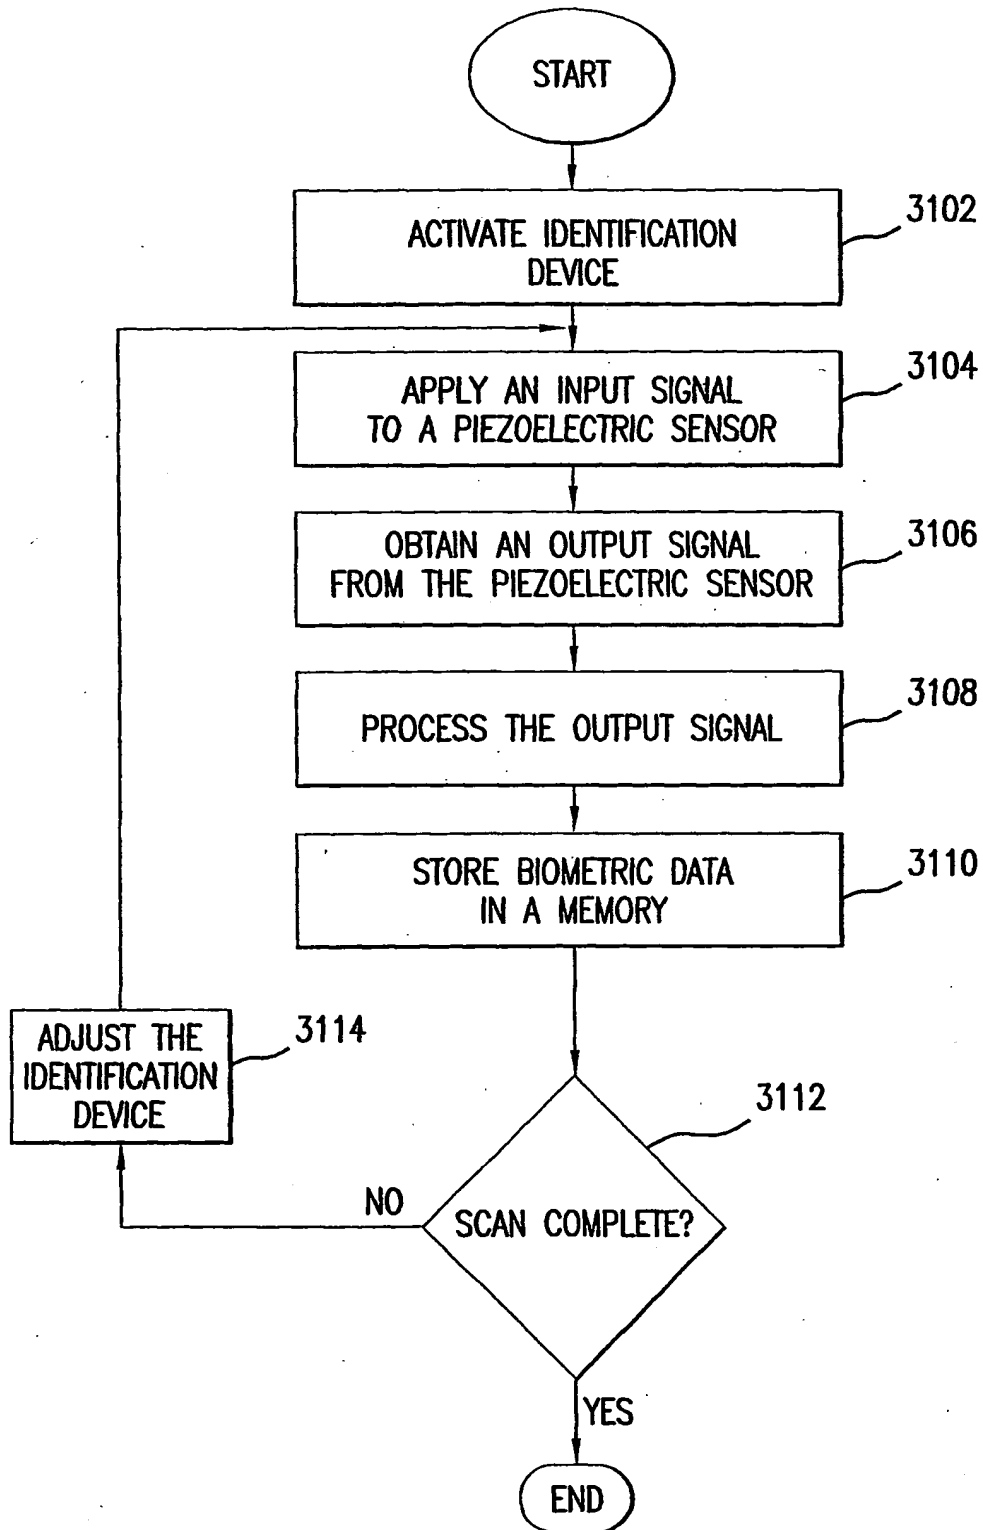 START
ACTIVATE IDENTIFICATION
DEVICE
3102
APPLY AN INPUT SIGNAL
TO A PIEZOELECTRIC SENSOR
3104
OBTAIN AN OUTPUT SIGNAL
FROM THE PIEZOELECTRIC SENSOR
3106
PROCESS THE OUTPUT SIGNAL
3108
STORE BIOMETRIC DATA
IN A MEMORY
3110
ADJUST THE
IDENTIFICATION
DEVICE
3114
3112
NO
SCAN COMPLETE?
YES
END